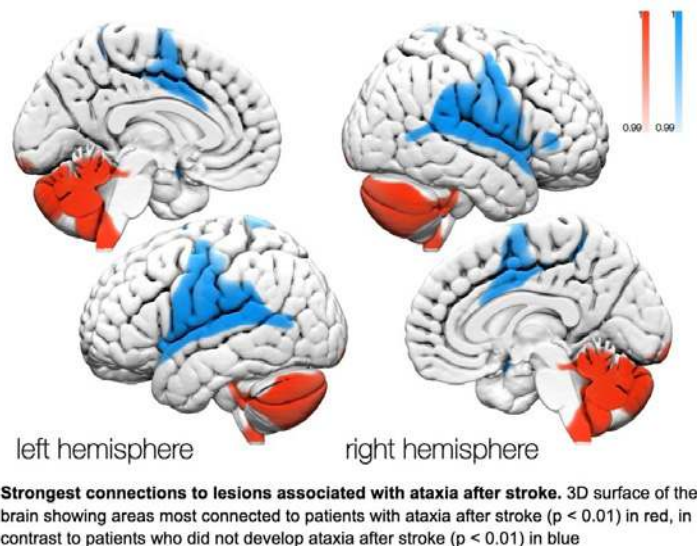 1 1
0.99 0.99
left hemisphere right hemisphere
Strongest connections to lesions associated with ataxia after stroke. 3D surface of the
brain showing areas most connected to patients with ataxia after stroke (p < 0.01) in red, in
contrast to patients who did not develop ataxia after stroke (p < 0.01) in blue